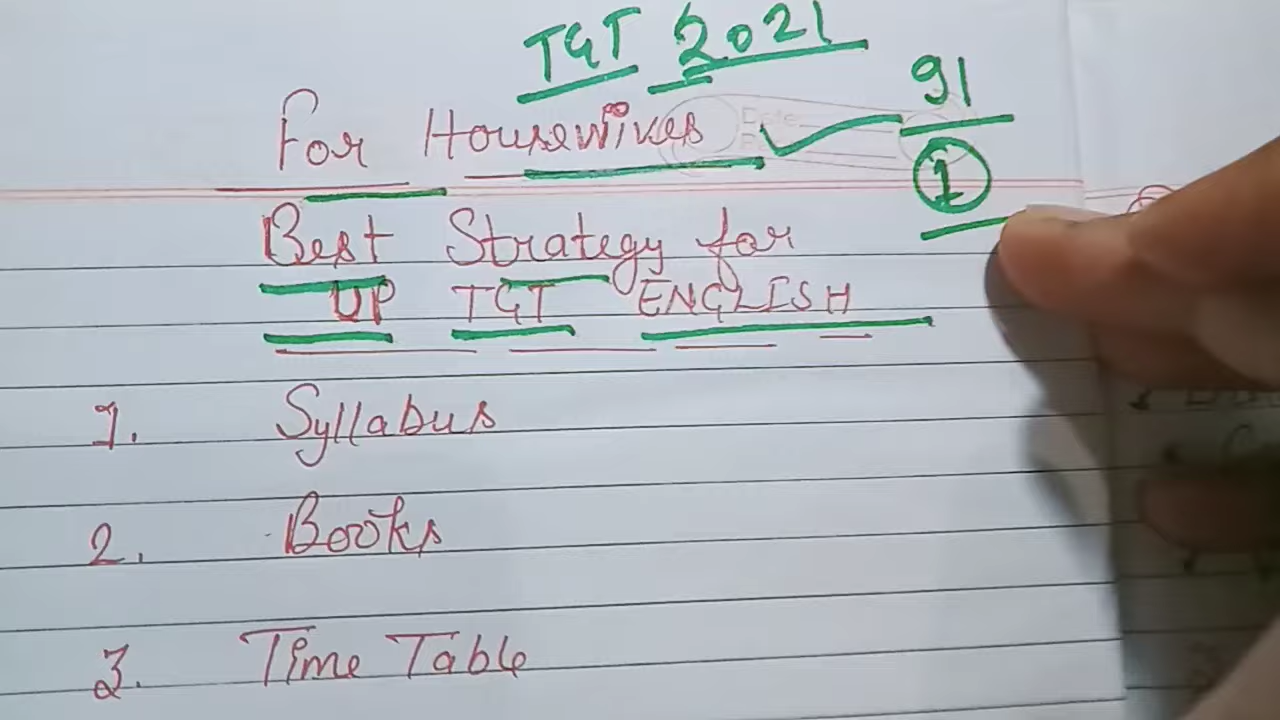 TGT 2021
91
For Housewives
1
Best Strategy for
UP TGT ENGLISH
1. Syllabus
2. Books
3. Time Table